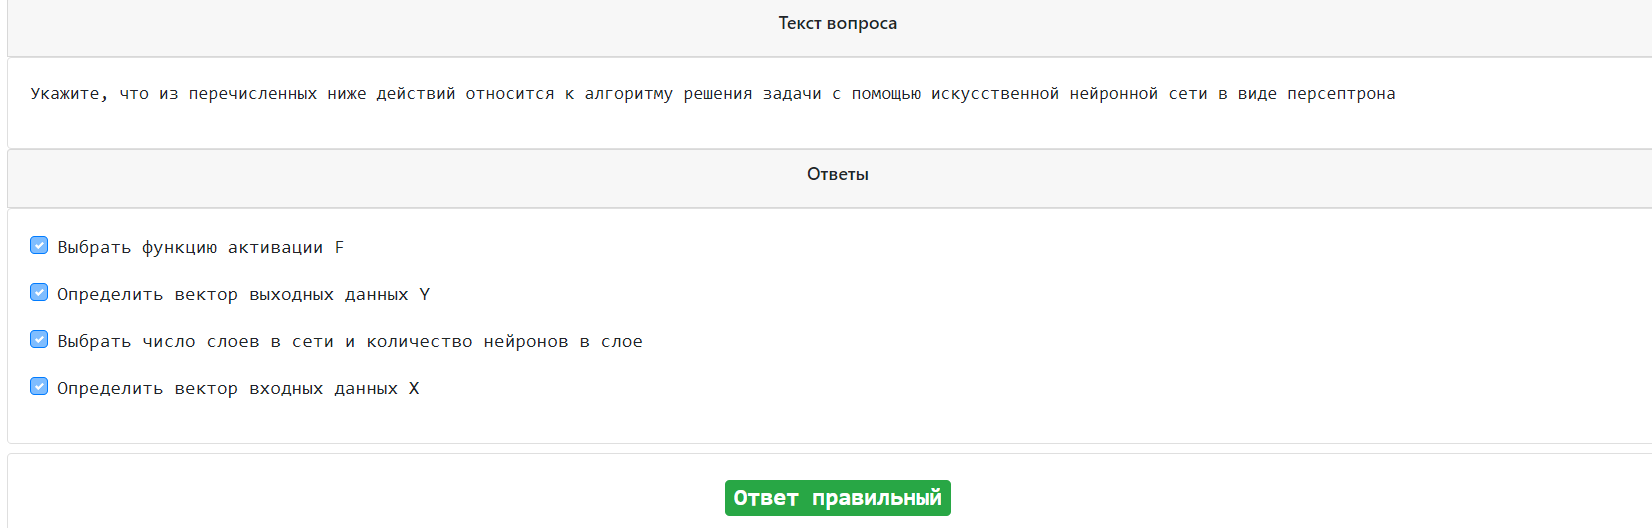 Текст вопроса
Укажите, что из перечисленных ниже действий относится к алгоритму решения задачи с помощью искусственной нейронной сети в виде персептрона
Ответы
Выбрать функцию активации F
Определить вектор выходных данных Y
Выбрать число слоев в сети и количество нейронов в слое
Определить вектор входных данных X
Ответ правильный